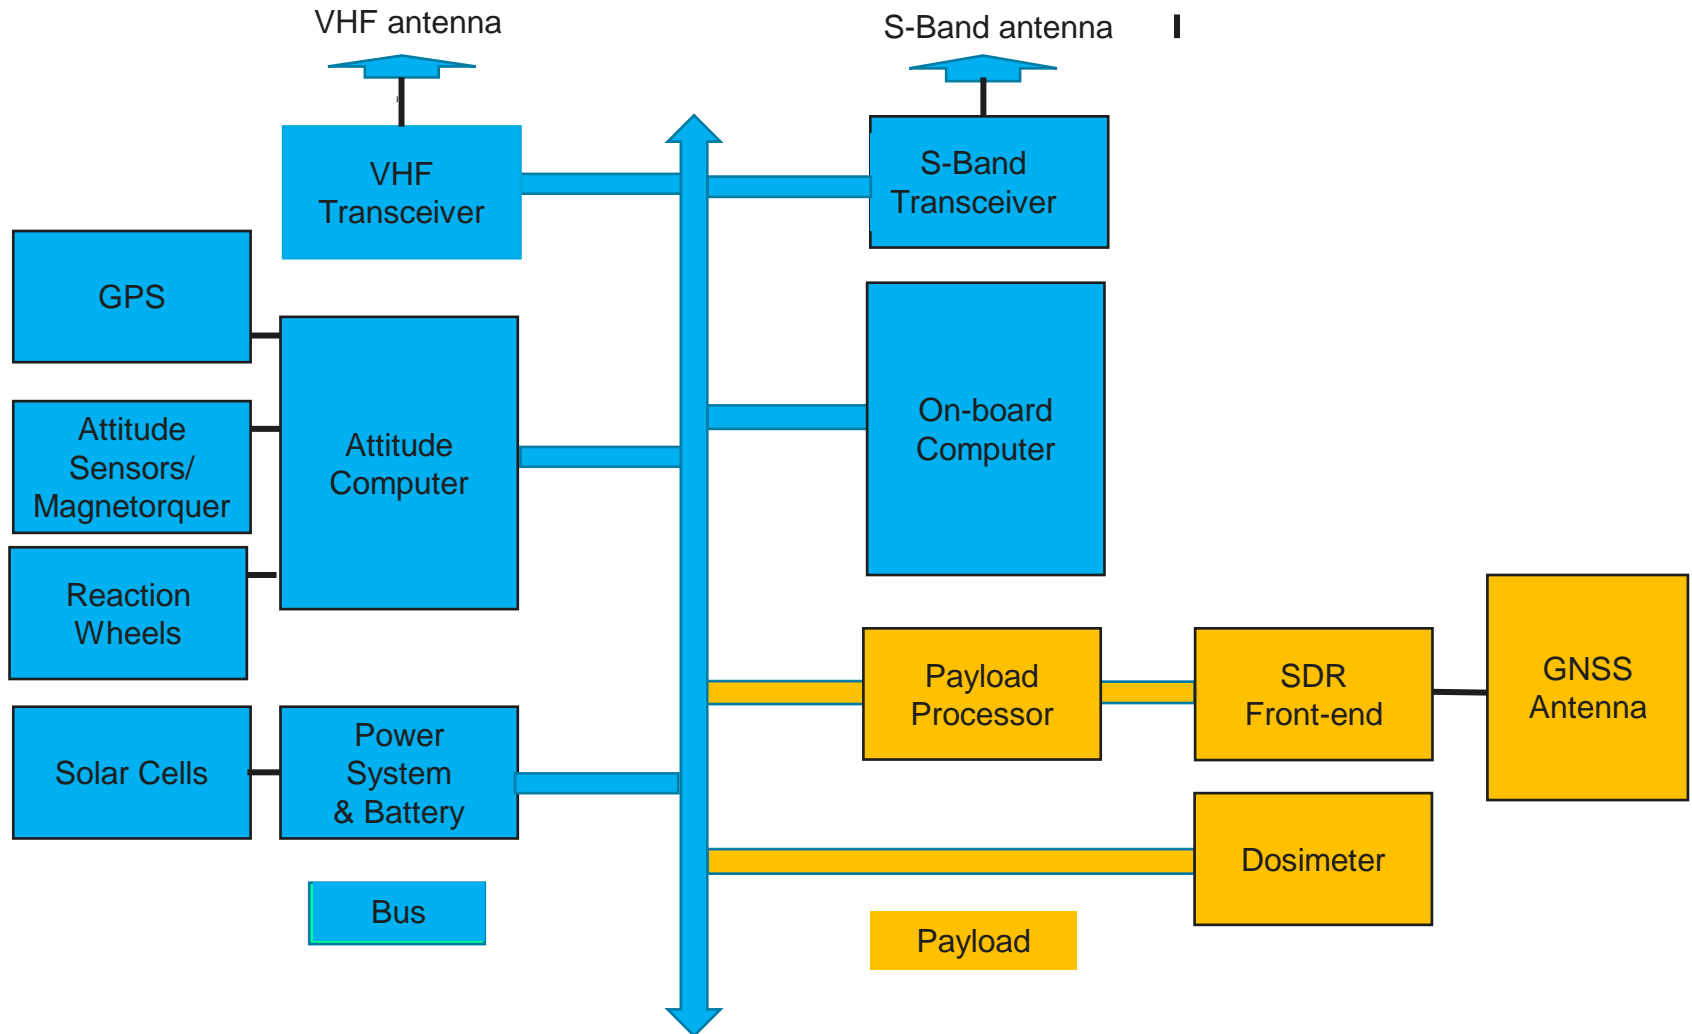 VHF antenna
S-Band antenna
VHF
Transceiver
S-Band
Transceiver
GPS
Attitude
Sensors/
Magnetorquer
Attitude
Computer
On-board
Computer
Reaction
Wheels
Payload
Processor
SDR
Front-end
GNSS
Antenna
Solar Cells
Power
System
& Battery
Dosimeter
Bus
Payload